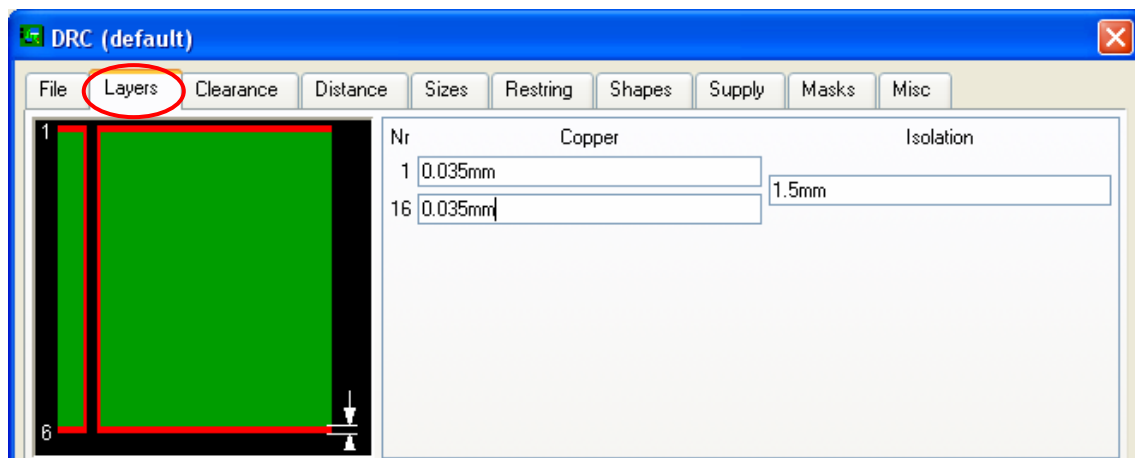 DRC (default)
File Layers Clearance Distance Sizes Restring Shapes Supply Masks Misc
1
6
Nr Copper Isolation
1 0.035mm
1.5mm
16 0.035mm